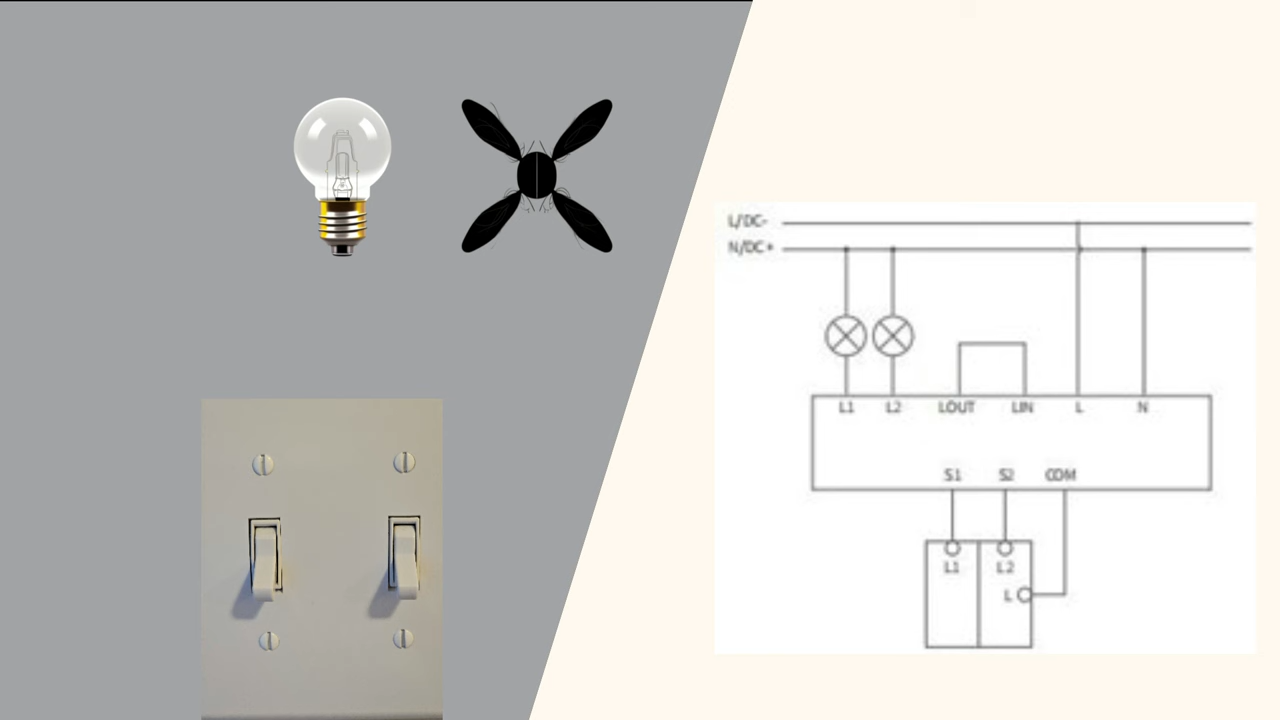 L/DC-
N/DC+
L1 L2 LOUT LIN L N
S1 S2 COM
L1 L2
L